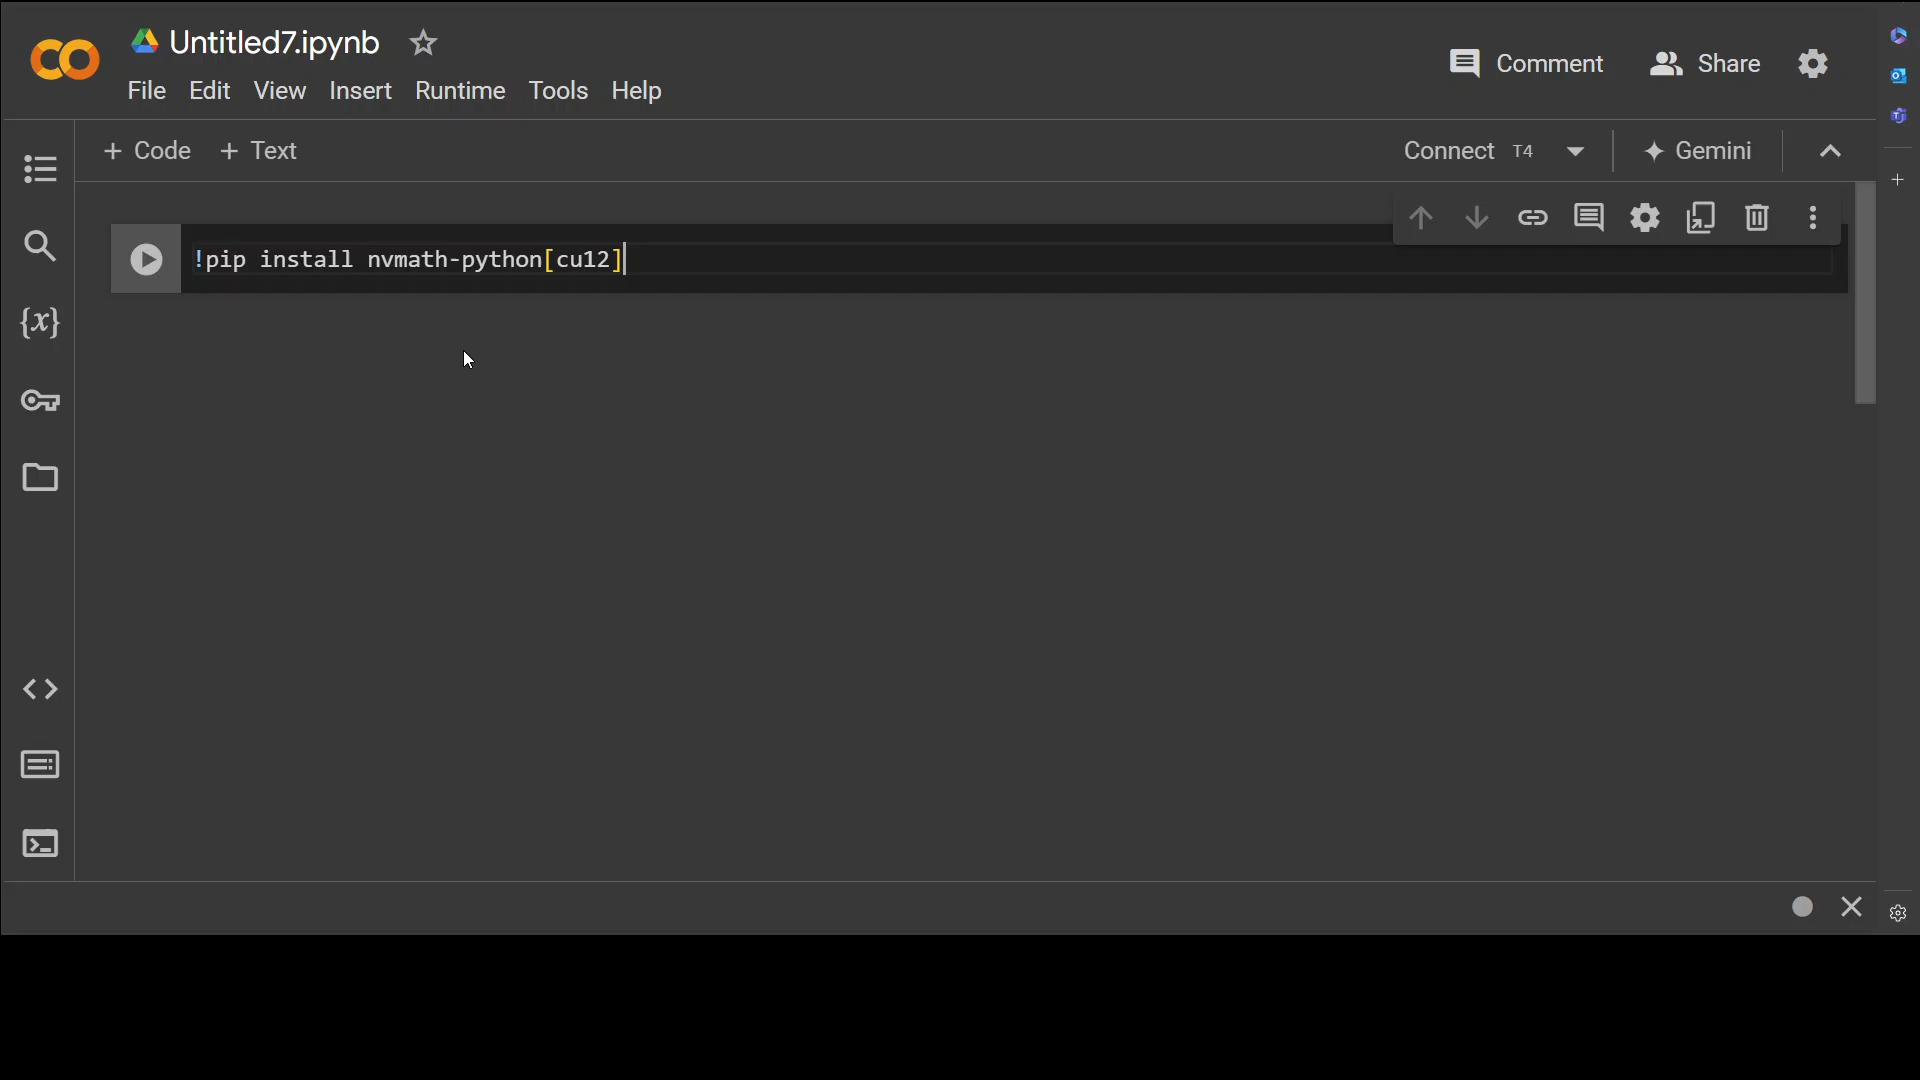 Untitled7.ipynb
File Edit View Insert Runtime Tools Help
Comment Share
+ Code + Text
Connect T4 Gemini
!pip install nvmath-python[cu12]
{x}